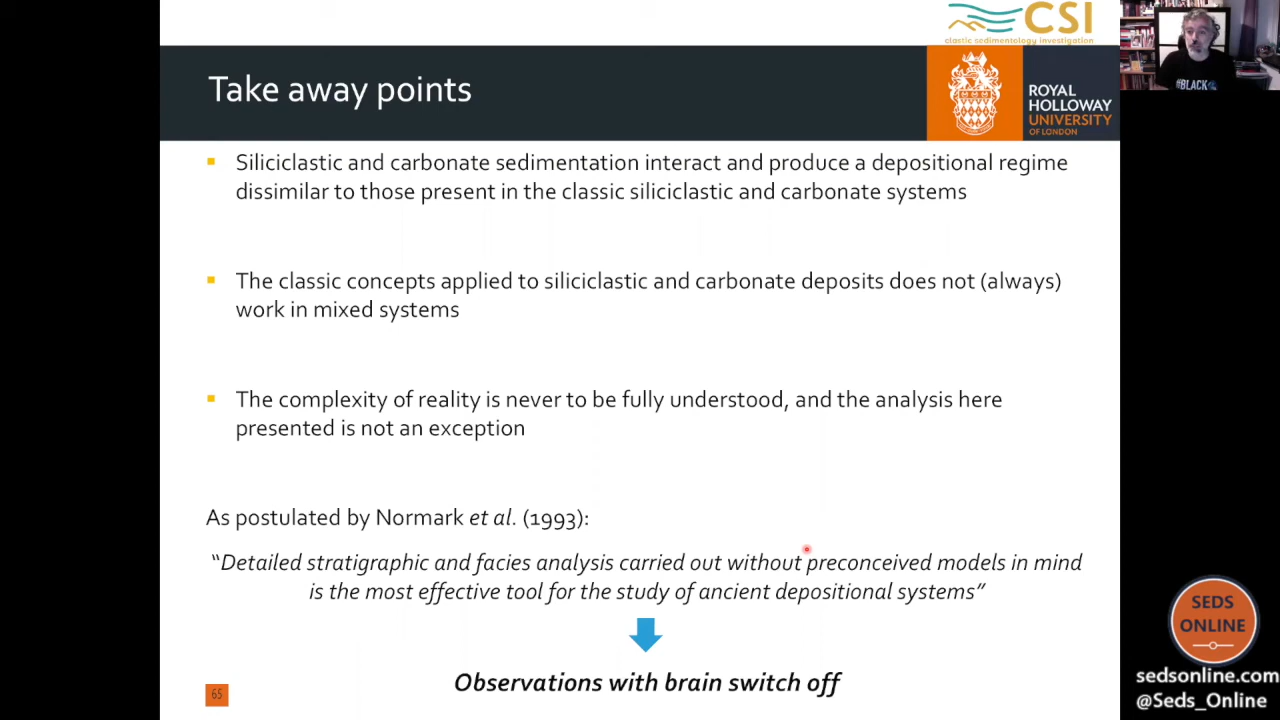 CSI
clastic sedimentology investigation
Take away points
ROYAL
HOLLOWAY
UNIVERSITY
OF LONDON
#BLACK
▪ Siliciclastic and carbonate sedimentation interact and produce a depositional regime
dissimilar to those present in the classic siliciclastic and carbonate systems
▪ The classic concepts applied to siliciclastic and carbonate deposits does not (always)
work in mixed systems
▪ The complexity of reality is never to be fully understood, and the analysis here
presented is not an exception
As postulated by Normark et al. (1993):
“Detailed stratigraphic and facies analysis carried out without preconceived models in mind
is the most effective tool for the study of ancient depositional systems”
Observations with brain switch off
65
SEDS
ONLINE
sedsonline.com
@Seds_Online